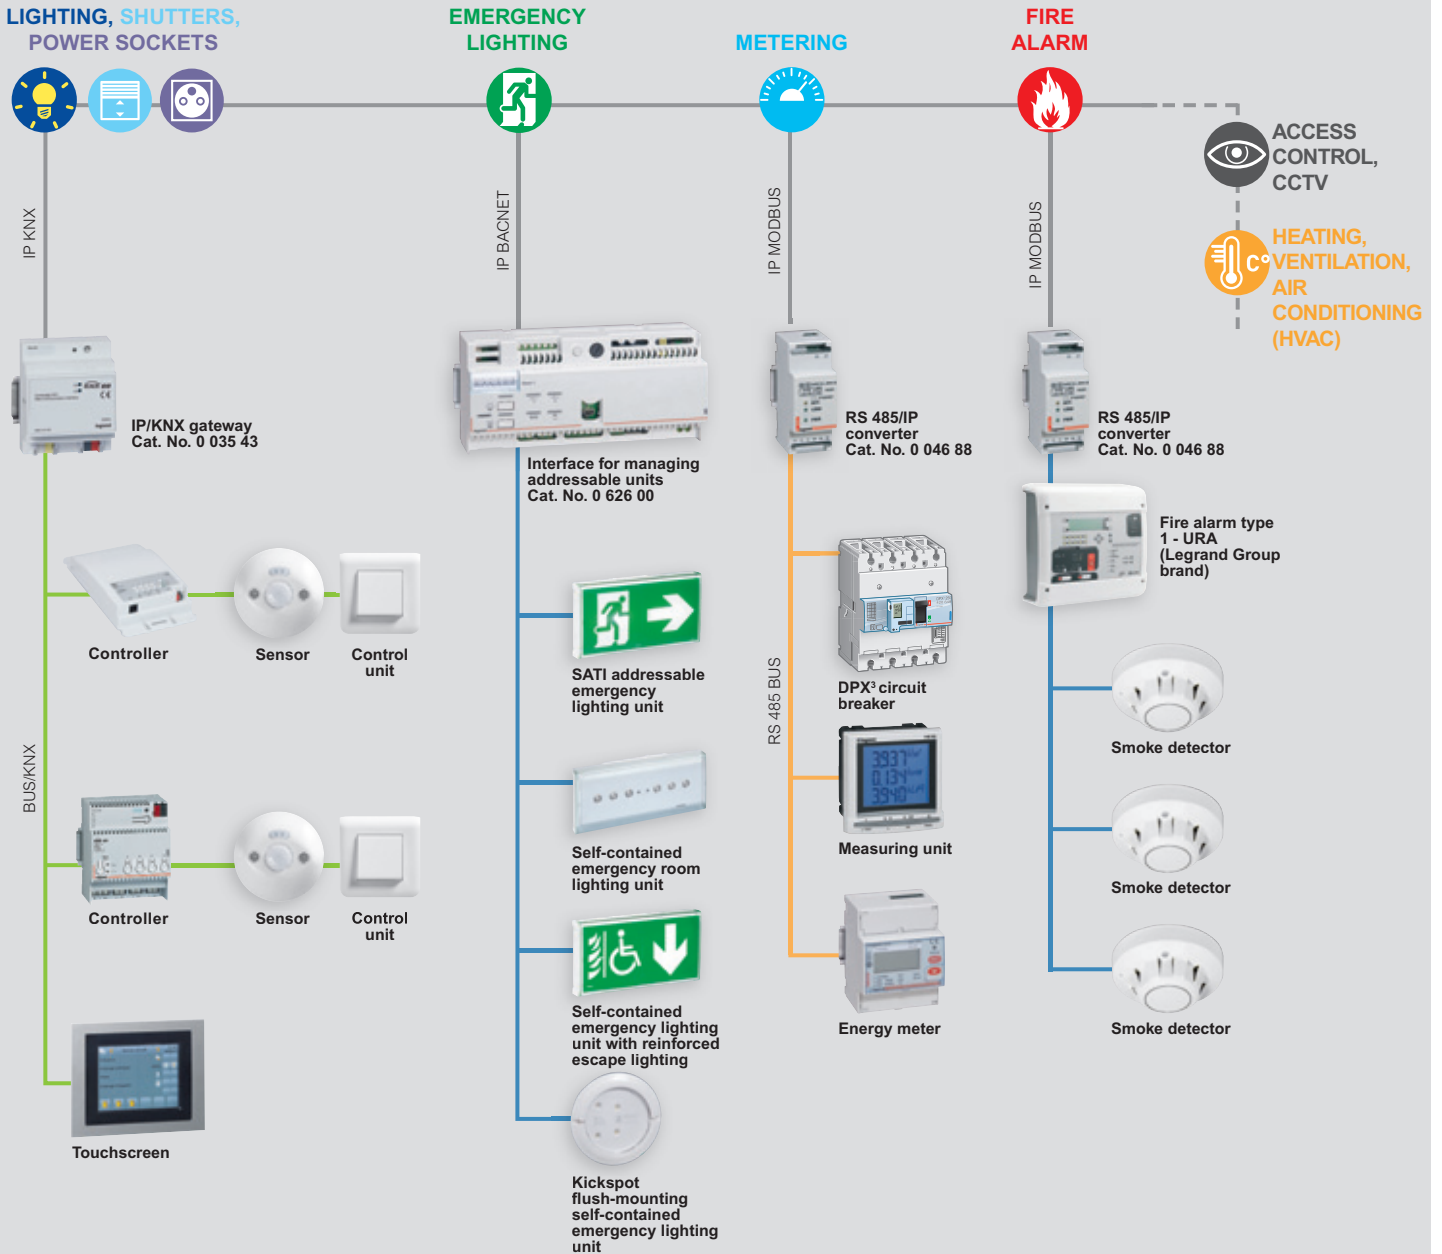 LIGHTING, SHUTTERS,
POWER SOCKETS
EMERGENCY
LIGHTING
METERING
FIRE
ALARM
ACCESS
CONTROL,
CCTV
HEATING,
VENTILATION,
AIR
CONDITIONING
(HVAC)
C°
IP KNX
IP BACNET
IP MODBUS
IP MODBUS
IP/KNX gateway
Cat. No. 0 035 43
Interface for managing
addressable units
Cat. No. 0 626 00
RS 485/IP
converter
Cat. No. 0 046 88
RS 485/IP
converter
Cat. No. 0 046 88
Fire alarm type
1 - URA
(Legrand Group
brand)
BUS/KNX
Controller
Sensor
Control
unit
Controller
Sensor
Control
unit
Touchscreen
SATI addressable
emergency
lighting unit
Self-contained
emergency room
lighting unit
Self-contained
emergency lighting
unit with reinforced
escape lighting
Kickspot
flush-mounting
self-contained
emergency lighting
unit
RS 485 BUS
DPX³ circuit
breaker
3.937
0.134
3.940
Measuring unit
Energy meter
Smoke detector
Smoke detector
Smoke detector